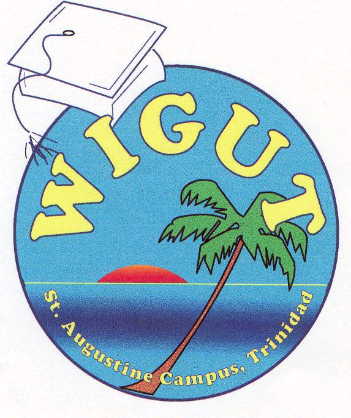 WIGUT
St. Augustine Campus, Trinidad